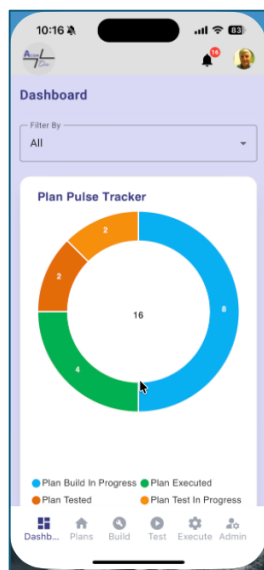 10:16
83
16
Dashboard
Filter By
All
Plan Pulse Tracker
2
2
8
16
4
Plan Build In Progress
Plan Executed
Plan Tested
Plan Test In Progress
Dashb...
Plans
Build
Test
Execute
Admin